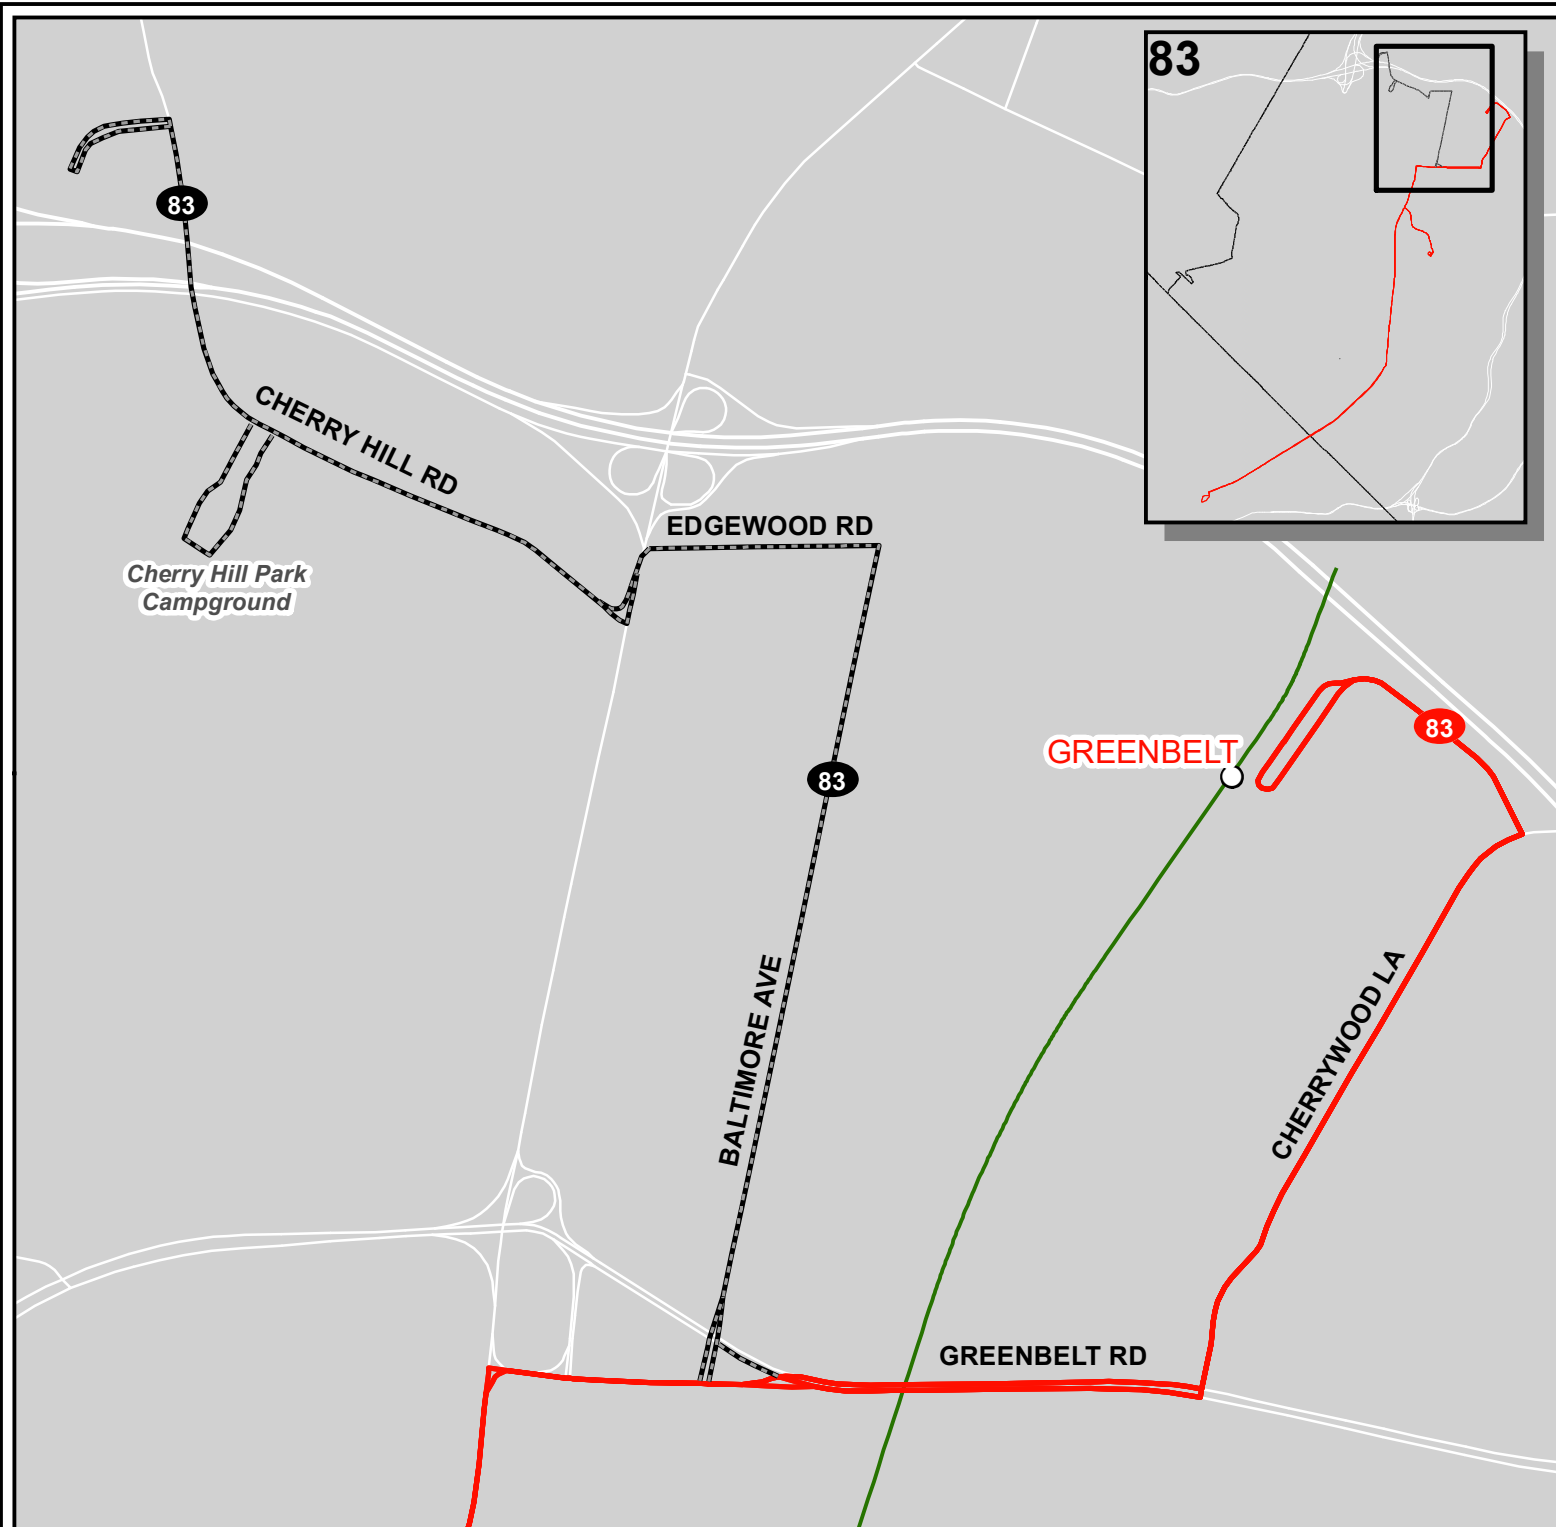 83
83
CHERRY HILL RD
EDGEWOOD RD
Cherry Hill Park
Campground
83
GREENBELT
83
BALTIMORE AVE
CHERRYWOOD LA
GREENBELT RD